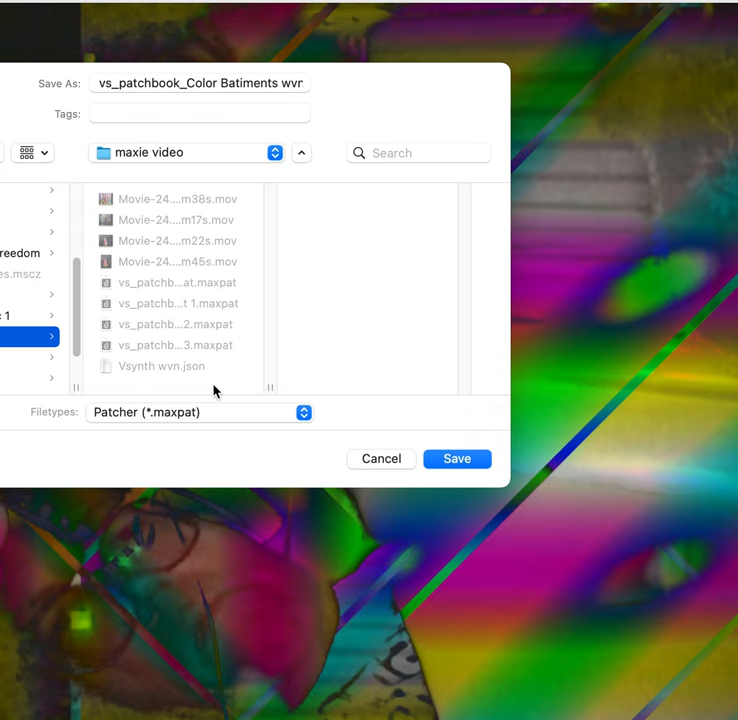 Save As: vs_patchbook_Color Batiments wvr
Tags:
maxie video
Search
Movie-24....m38s.mov
Movie-24....m17s.mov
Movie-24....m22s.mov
reedom
Movie-24....m45s.mov
es.mscz
vs_patchb...at.maxpat
vs_patchb...t 1.maxpat
c 1
vs_patchb...2.maxpat
vs_patchb...3.maxpat
Vsynth wvn.json
Filetypes: Patcher (*.maxpat)
Cancel
Save